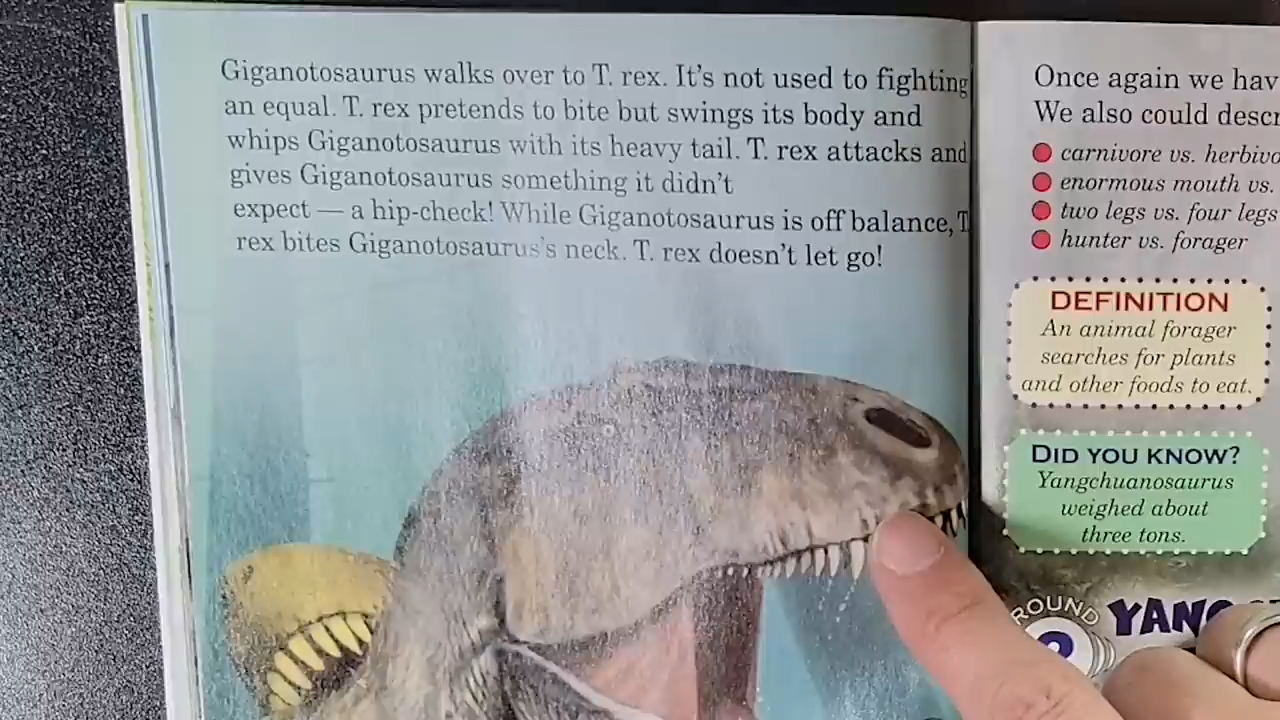 Giganotosaurus walks over to T. rex. It's not used to fighting
an equal. T. rex pretends to bite but swings its body and
whips Giganotosaurus with its heavy tail. T. rex attacks and
gives Giganotosaurus something it didn't
expect — a hip-check! While Giganotosaurus is off balance, T.
rex bites Giganotosaurus's neck. T. rex doesn't let go!
Once again we hav
We also could descr
carnivore vs. herbivo
enormous mouth vs.
two legs vs. four legs
hunter vs. forager
DEFINITION
An animal forager
searches for plants
and other foods to eat.
DID YOU KNOW?
Yangchuanosaurus
weighed about
three tons.
ROUND
YANG